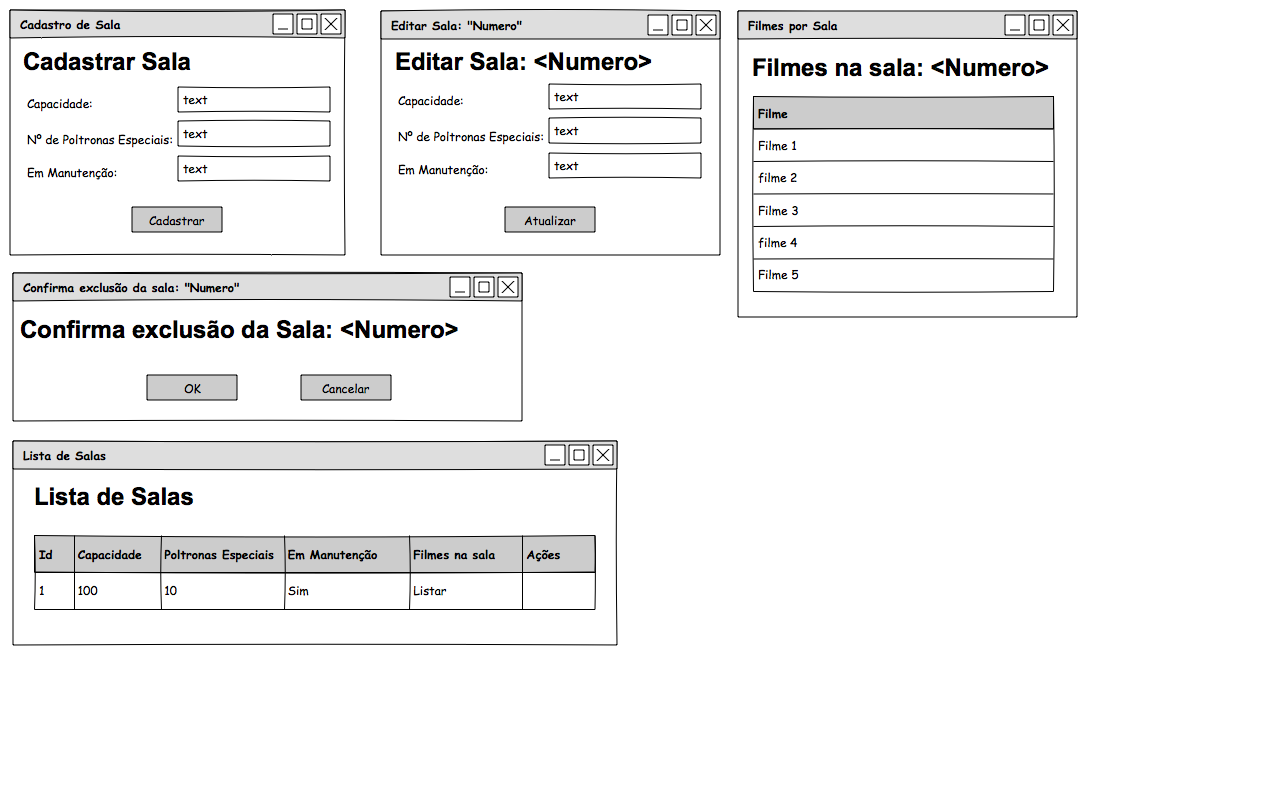 Cadastro de Sala
Cadastrar Sala
Capacidade: text
Nº de Poltronas Especiais: text
Em Manutenção: text
Cadastrar
Editar Sala: "Numero"
Editar Sala: <Numero>
Capacidade: text
Nº de Poltronas Especiais: text
Em Manutenção: text
Atualizar
Filmes por Sala
Filmes na sala: <Numero>
Filme
Filme 1
filme 2
Filme 3
filme 4
Filme 5
Confirma exclusão da sala: "Numero"
Confirma exclusão da Sala: <Numero>
OK Cancelar
Lista de Salas
Lista de Salas
Id Capacidade Poltronas Especiais Em Manutenção Filmes na sala Ações
1 100 10 Sim Listar